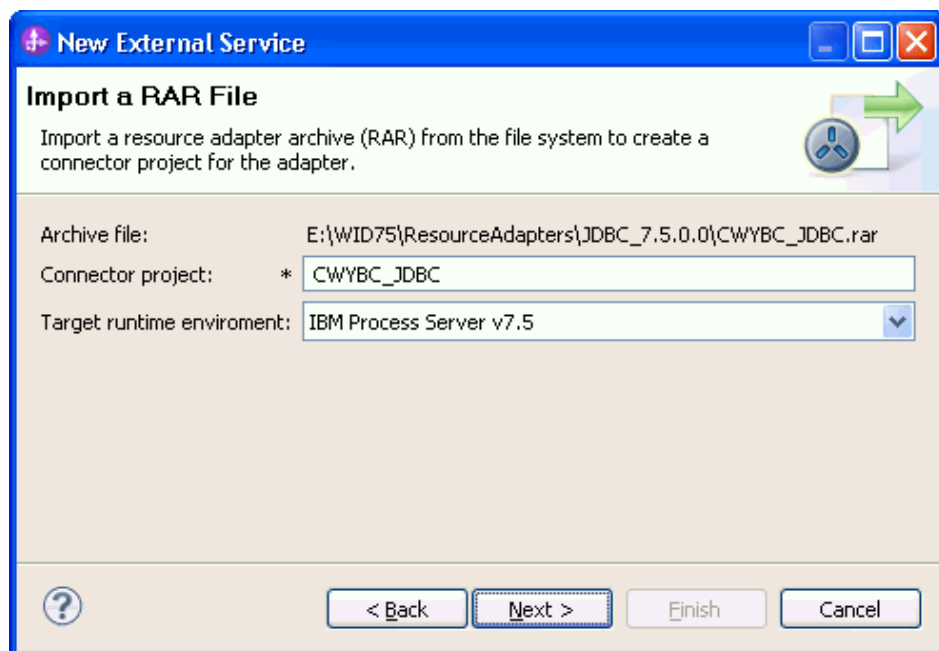 New External Service
Import a RAR File
Import a resource adapter archive (RAR) from the file system to create a
connector project for the adapter.
Archive file: E:\WID75\ResourceAdapters\JDBC_7.5.0.0\CWYBC_JDBC.rar
Connector project: * CWYBC_JDBC
Target runtime enviroment: IBM Process Server v7.5
? < Back Next > Finish Cancel